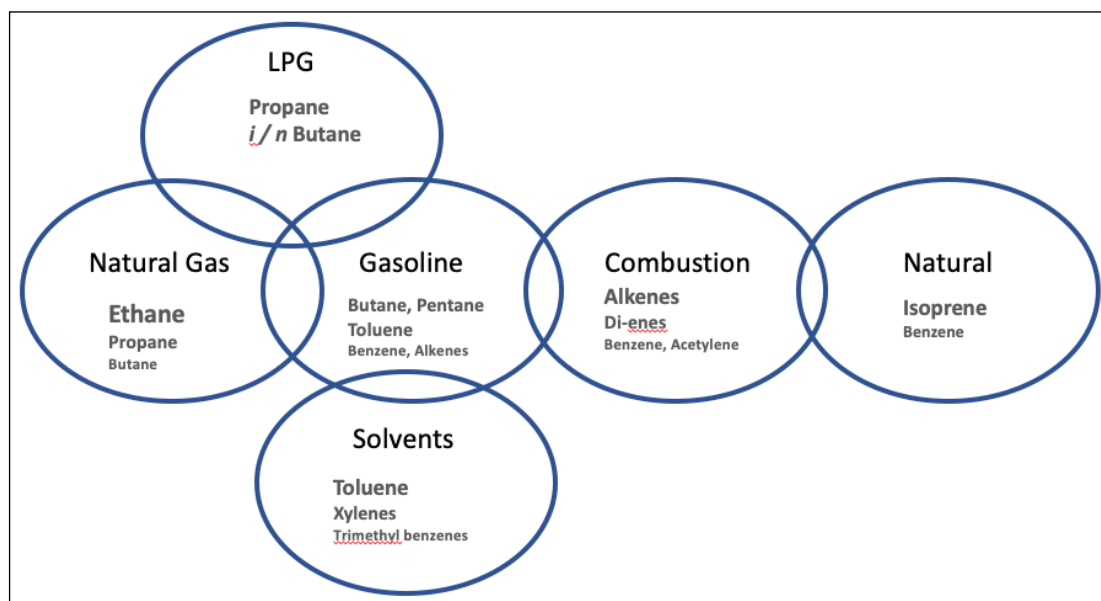 LPG
Propane
i / n Butane
Natural Gas
Ethane
Propane
Butane
Gasoline
Butane, Pentane
Toluene
Benzene, Alkenes
Combustion
Alkenes
Di-enes
Benzene, Acetylene
Natural
Isoprene
Benzene
Solvents
Toluene
Xylenes
Trimethyl benzenes